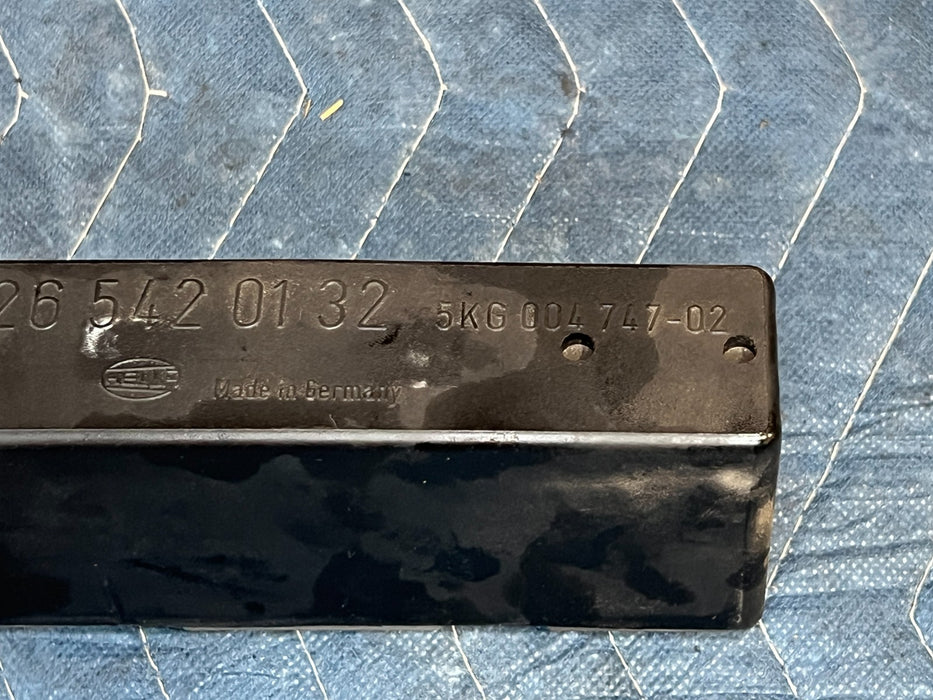 26 542 01 32 5KG 004 747-02
HELLA Made in Germany